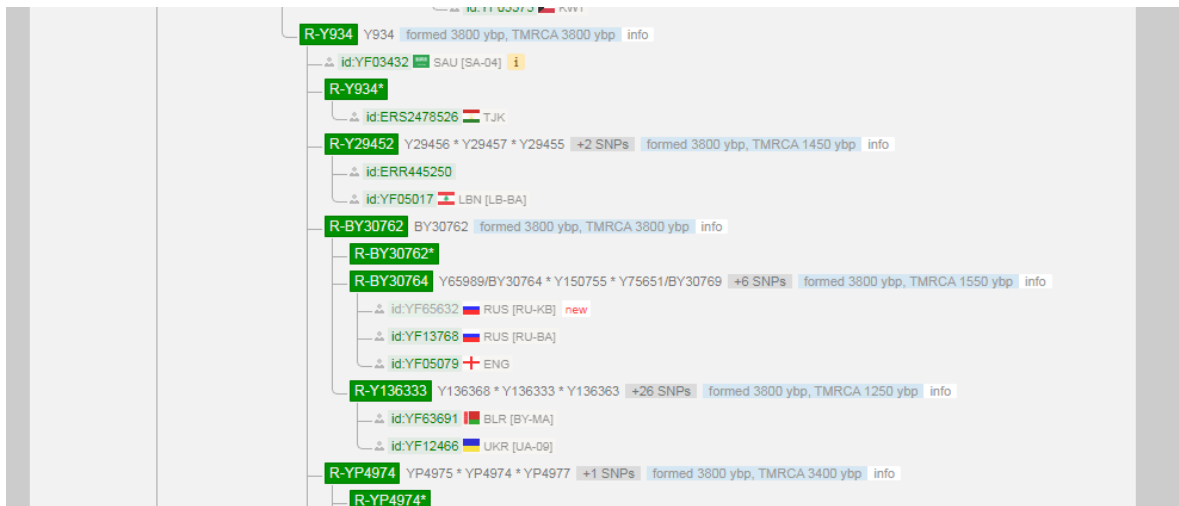 id:YF03375 KWT
R-Y934 Y934 formed 3800 ybp, TMRCA 3800 ybp info
id:YF03432 SAU [SA-04] i
R-Y934*
id:ERS2478526 TJK
R-Y29452 Y29456 * Y29457 * Y29455 +2 SNPs formed 3800 ybp, TMRCA 1450 ybp info
id:ERR445250
id:YF05017 LBN [LB-BA]
R-BY30762 BY30762 formed 3800 ybp, TMRCA 3800 ybp info
R-BY30762*
R-BY30764 Y65989/BY30764 * Y150755 * Y75651/BY30769 +6 SNPs formed 3800 ybp, TMRCA 1550 ybp info
id:YF65632 RUS [RU-KB] new
id:YF13768 RUS [RU-BA]
id:YF05079 ENG
R-Y136333 Y136368 * Y136333 * Y136363 +26 SNPs formed 3800 ybp, TMRCA 1250 ybp info
id:YF63691 BLR [BY-MA]
id:YF12466 UKR [UA-09]
R-YP4974 YP4975 * YP4974 * YP4977 +1 SNPs formed 3800 ybp, TMRCA 3400 ybp info
R-YP4974*